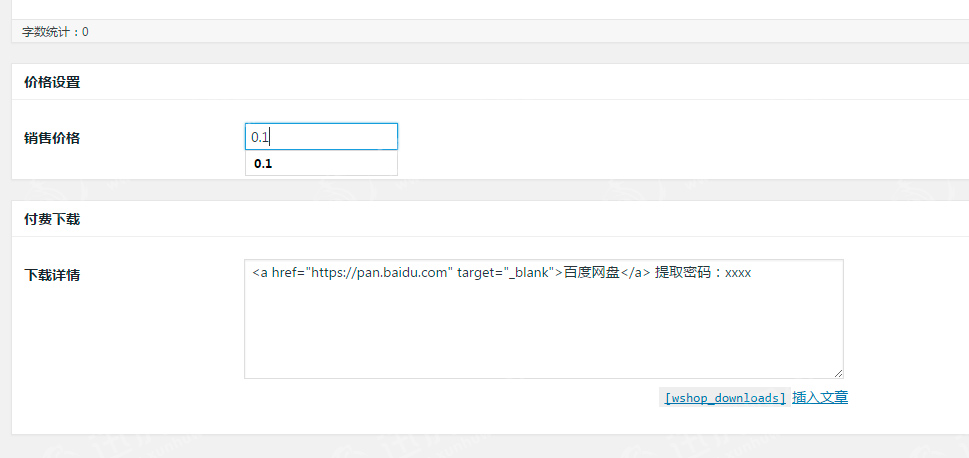 字数统计：0
价格设置
销售价格
0.1
0.1
付费下载
下载详情
<a href="https://pan.baidu.com" target="_blank">百度网盘</a> 提取密码：xxxx
[wshop_downloads] 插入文章